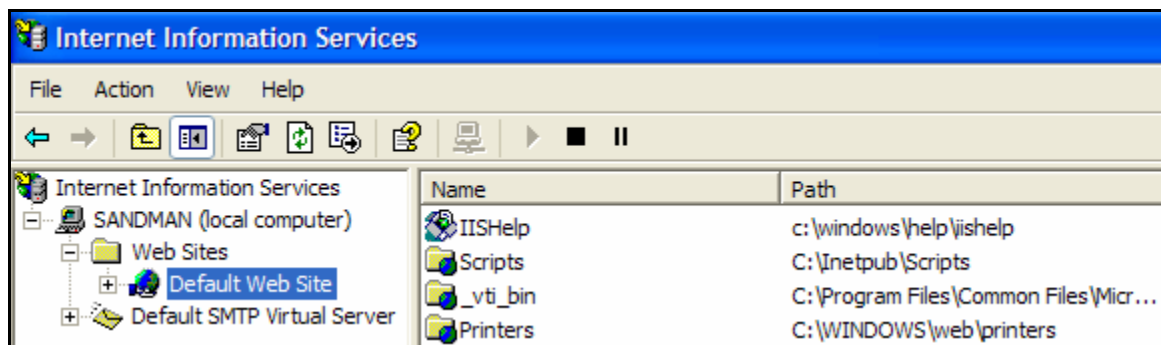 Internet Information Services
File Action View Help
Internet Information Services
SANDMAN (local computer)
Web Sites
Default Web Site
Default SMTP Virtual Server
Name Path
IISHelp c:\windows\help\iishelp
Scripts C:\Inetpub\Scripts
_vti_bin C:\Program Files\Common Files\Micr...
Printers C:\WINDOWS\web\printers